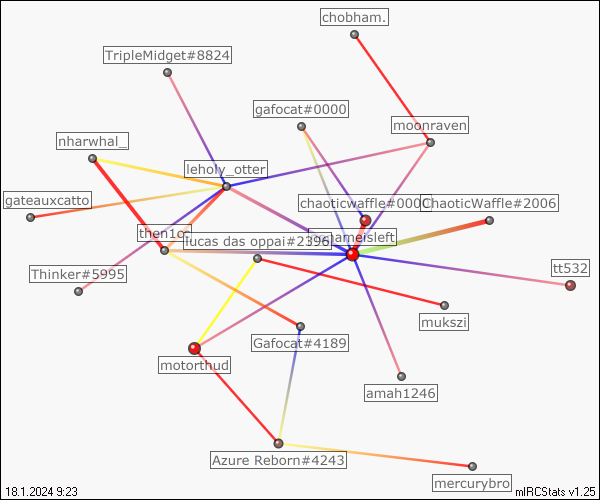 chobham.
TripleMidget#8824
gafocat#0000
moonraven
nharwhal_
leholy_otter
gateauxcatto
chaoticwaffle#000
ChaoticWaffle#2006
then1c
lucas das oppai#2396
nameisleft
Thinker#5995
tt532
mukszi
Gafocat#4189
motorthud
amah1246
Azure Reborn#4243
mercurybro
18.1.2024 9:23
mIRCStats v1.25